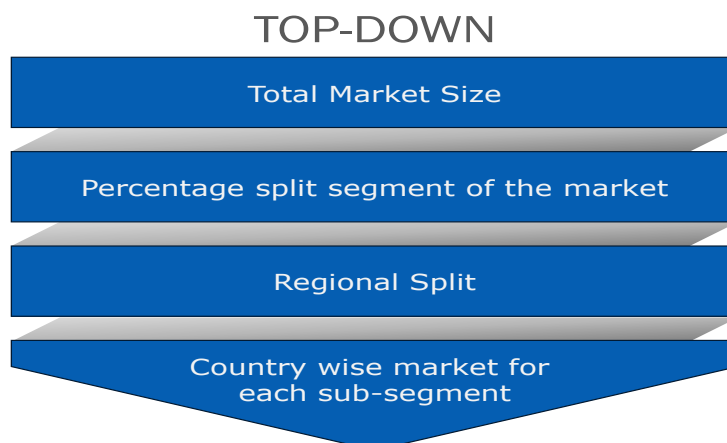 TOP-DOWN
Total Market Size
Percentage split segment of the market
Regional Split
Country wise market for
each sub-segment